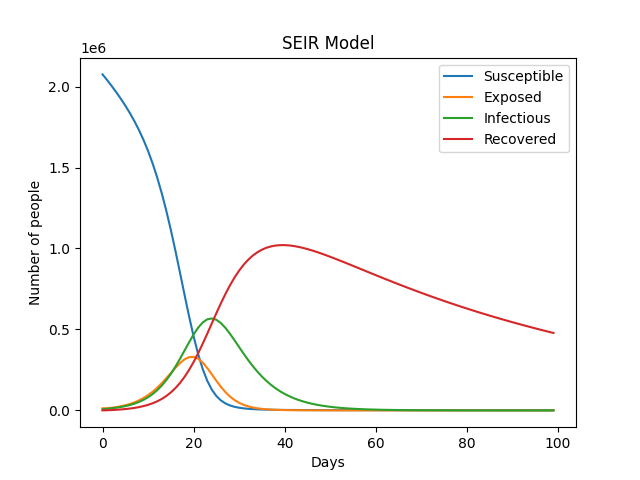 SEIR Model
1e6
Susceptible
Exposed
Infectious
Recovered
Number of people
2.0
1.5
1.0
0.5
0.0
0 20 40 60 80 100
Days